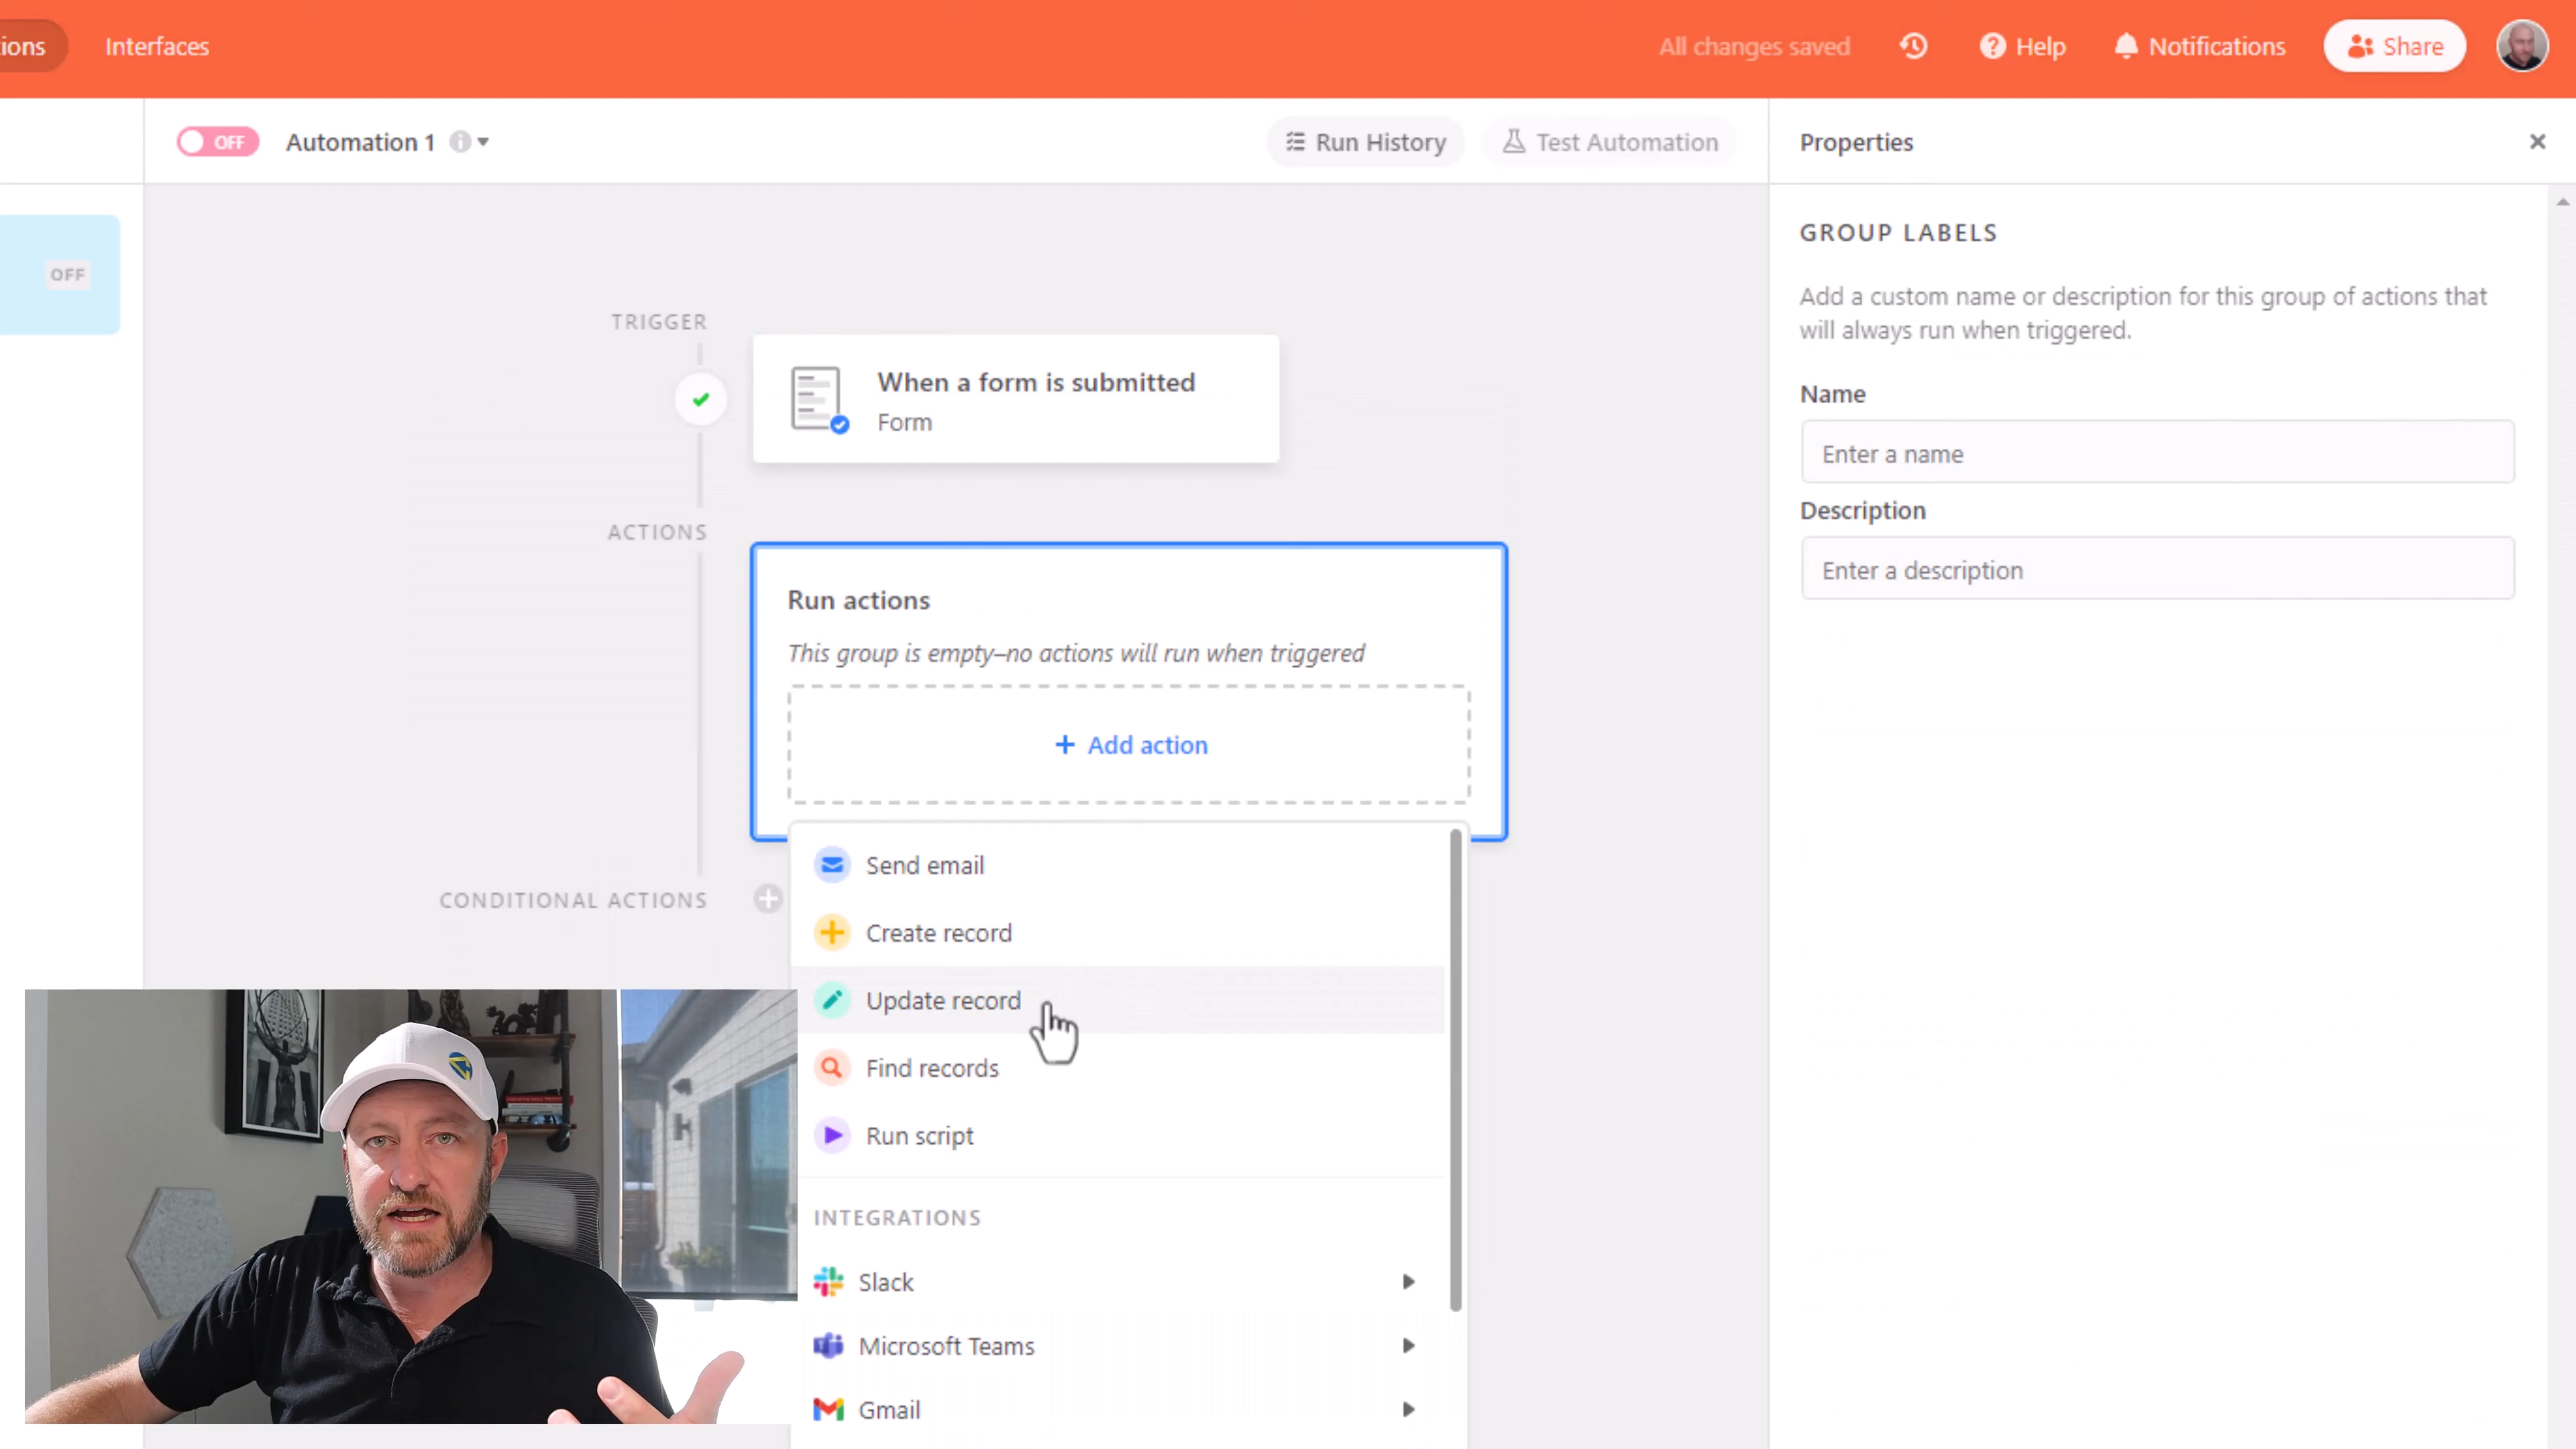 ions
Interfaces
All changes saved
Help
Notifications
Share
OFF
Automation 1
Run History
Test Automation
Properties
OFF
GROUP LABELS
Add a custom name or description for this group of actions that
will always run when triggered.
Name
Enter a name
Description
Enter a description
TRIGGER
When a form is submitted
Form
ACTIONS
Run actions
This group is empty–no actions will run when triggered
+ Add action
CONDITIONAL ACTIONS
Send email
Create record
Update record
Find records
Run script
INTEGRATIONS
Slack
Microsoft Teams
Gmail